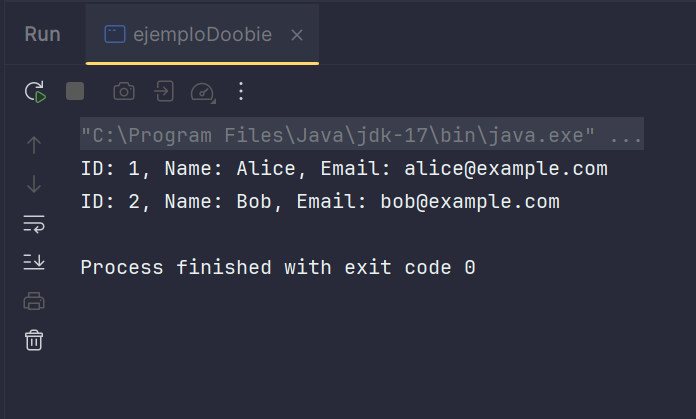 Run ejemploDoobie
"C:\Program Files\Java\jdk-17\bin\java.exe" ...
ID: 1, Name: Alice, Email: alice@example.com
ID: 2, Name: Bob, Email: bob@example.com
Process finished with exit code 0